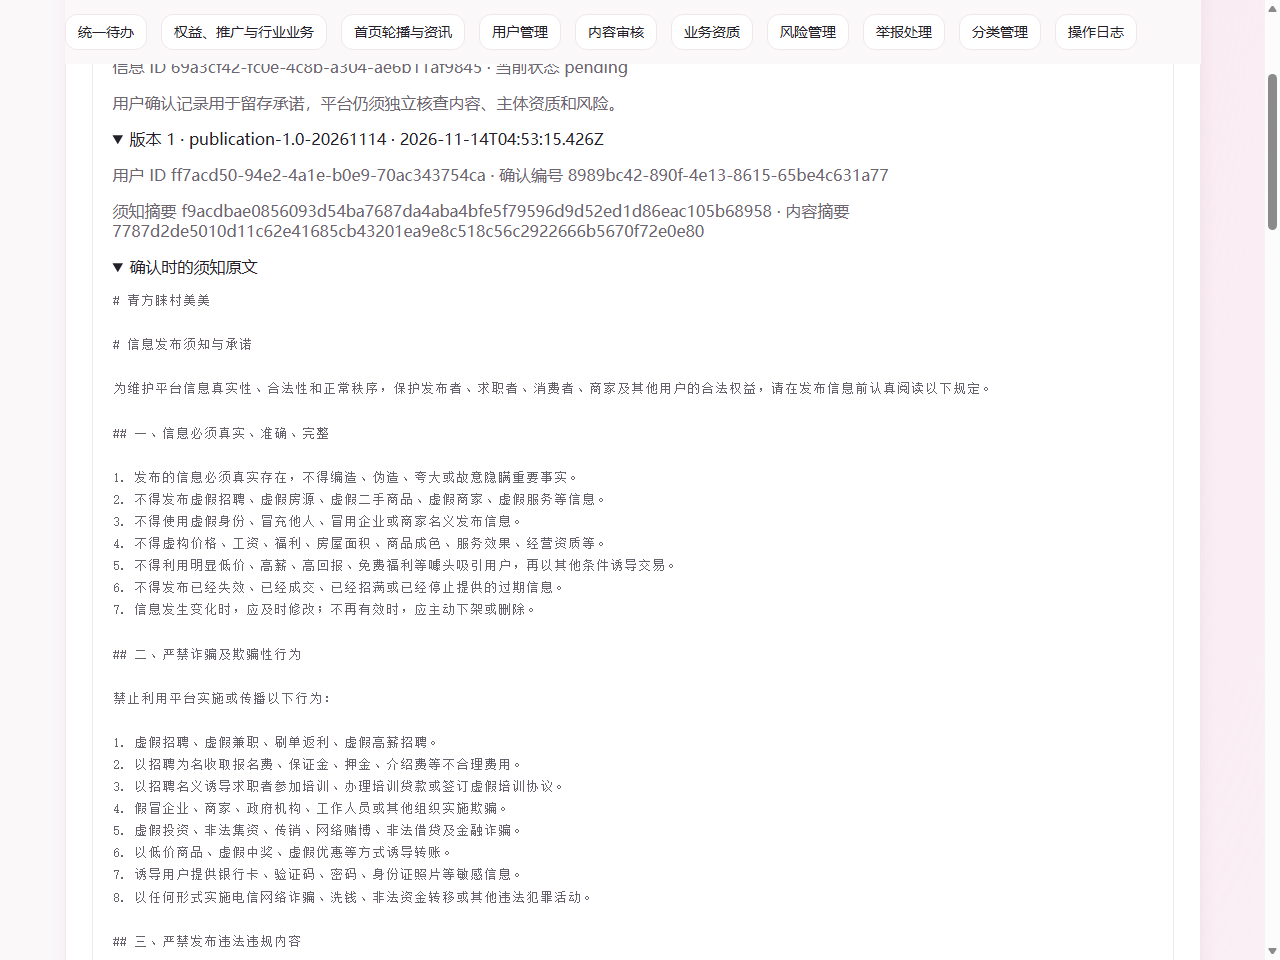 统一待办
权益、推广与行业业务
首页轮播与资讯
用户管理
内容审核
业务资质
风险管理
举报处理
分类管理
操作日志
信息 ID 69a3cf42-fc0e-4c8b-a304-ae6b11af9845 · 当前状态 pending
用户确认记录用于留存承诺，平台仍须独立核查内容、主体资质和风险。
▼ 版本 1 · publication-1.0-20261114 · 2026-11-14T04:53:15.426Z
用户 ID ff7acd50-94e2-4a1e-b0e9-70ac343754ca · 确认编号 8989bc42-890f-4e13-8615-65be4c631a77
须知摘要 f9acdbae0856093d54ba7687da4aba4bfe5f79596d9d52ed1d86eac105b68958 · 内容摘要
7787d2de5010d11c62e41685cb43201ea9e8c518c56c2922666b5670f72e0e80
▼ 确认时的须知原文
# 青方睐村美美
# 信息发布须知与承诺
为维护平台信息真实性、合法性和正常秩序，保护发布者、求职者、消费者、商家及其他用户的合法权益，请在发布信息前认真阅读以下规定。
## 一、信息必须真实、准确、完整
1. 发布的信息必须真实存在，不得编造、伪造、夸大或故意隐瞒重要事实。
2. 不得发布虚假招聘、虚假房源、虚假二手商品、虚假商家、虚假服务等信息。
3. 不得使用虚假身份、冒充他人、冒用企业或商家名义发布信息。
4. 不得虚构价格、工资、福利、房屋面积、商品成色、服务效果、经营资质等。
5. 不得利用明显低价、高薪、高回报、免费福利等噱头吸引用户，再以其他条件诱导交易。
6. 不得发布已经失效、已经成交、已经招满或已经停止提供的过期信息。
7. 信息发生变化时，应及时修改；不再有效时，应主动下架或删除。
## 二、严禁诈骗及欺骗性行为
禁止利用平台实施或传播以下行为：
1. 虚假招聘、虚假兼职、刷单返利、虚假高薪招聘。
2. 以招聘为名收取报名费、保证金、押金、介绍费等不合理费用。
3. 以招聘名义诱导求职者参加培训、办理培训贷款或签订虚假培训协议。
4. 假冒企业、商家、政府机构、工作人员或其他组织实施欺骗。
5. 虚假投资、非法集资、传销、网络赌博、非法借贷及金融诈骗。
6. 以低价商品、虚假中奖、虚假优惠等方式诱导转账。
7. 诱导用户提供银行卡、验证码、密码、身份证照片等敏感信息。
8. 以任何形式实施电信网络诈骗、洗钱、非法资金转移或其他违法犯罪活动。
## 三、严禁发布违法违规内容